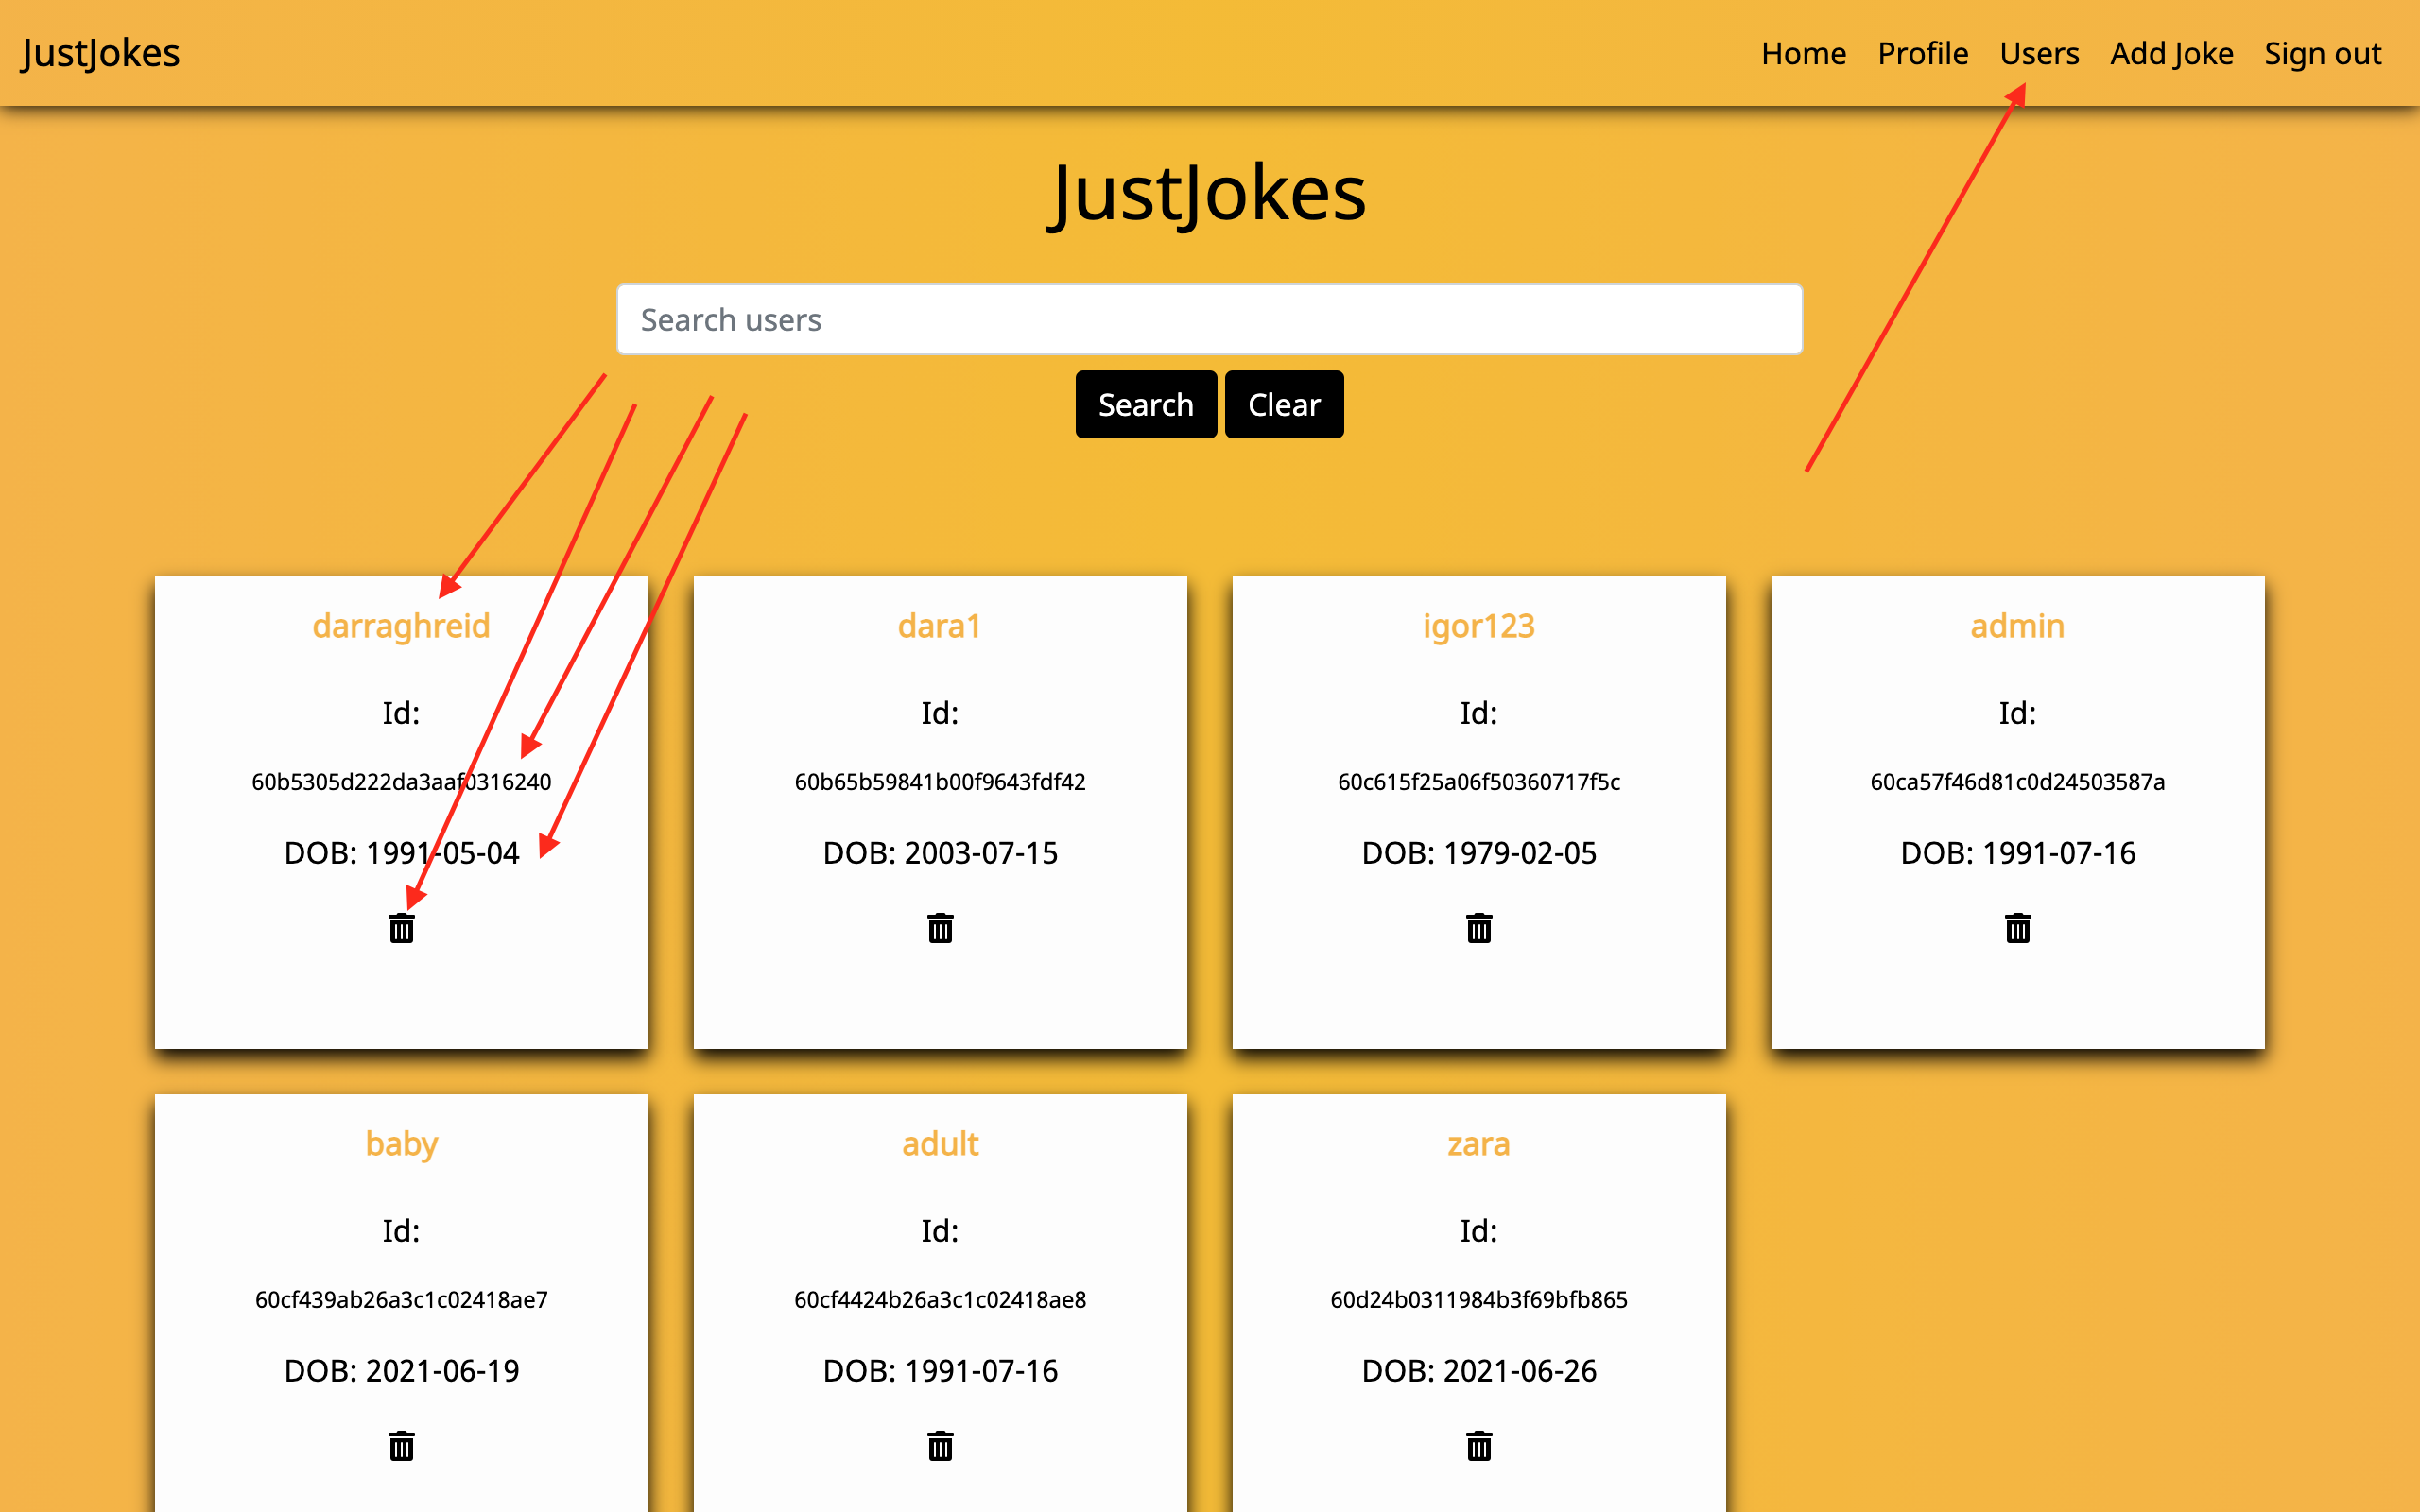 JustJokes Home Profile Users Add Joke Sign out
JustJokes
Search users
Search Clear
darraghreid dara1 igor123 admin
Id: Id: Id: Id:
60b5305d222da3aaf0316240 60b65b59841b00f9643fdf42 60c615f25a06f50360717f5c 60ca57f46d81c0d24503587a
DOB: 1991-05-04 DOB: 2003-07-15 DOB: 1979-02-05 DOB: 1991-07-16
baby adult zara
Id: Id: Id:
60cf439ab26a3c1c02418ae7 60cf4424b26a3c1c02418ae8 60d24b0311984b3f69bfb865
DOB: 2021-06-19 DOB: 1991-07-16 DOB: 2021-06-26